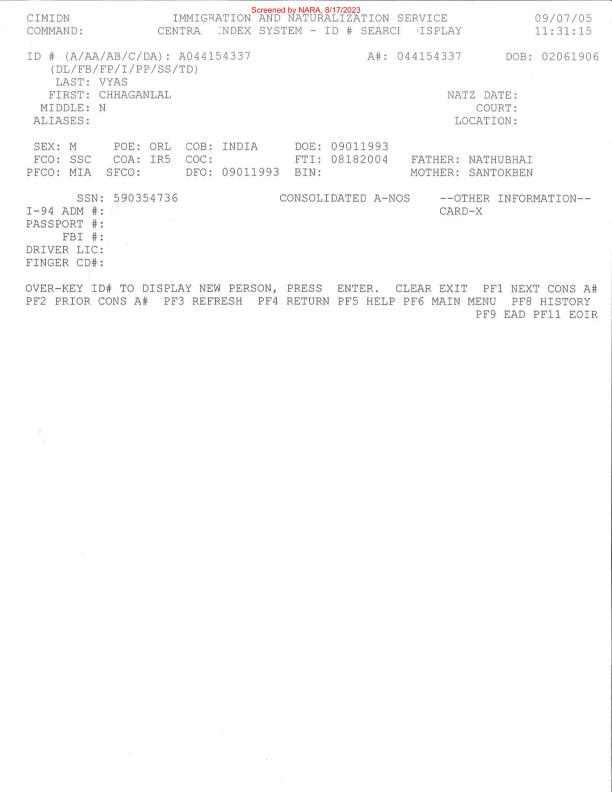 Screened by NARA, 8/17/2023
CIMIDN IMMIGRATION AND NATURALIZATION SERVICE 09/07/05
COMMAND: CENTRA INDEX SYSTEM - ID # SEARCH DISPLAY 11:31:15
ID # (A/AA/AB/C/DA): A044154337 A#: 044154337 DOB: 02061906
(DL/FB/FP/I/PP/SS/TD)
LAST: VYAS
FIRST: CHHAGANLAL NATZ DATE:
MIDDLE: N COURT:
ALIASES: LOCATION:
SEX: M POE: ORL COB: INDIA DOE: 09011993
FCO: SSC COA: IR5 COC: FTI: 08182004 FATHER: NATHUBHAI
PFCO: MIA SFCO: DFO: 09011993 BIN: MOTHER: SANTOKBEN
SSN: 590354736 CONSOLIDATED A-NOS --OTHER INFORMATION--
I-94 ADM #: CARD-X
PASSPORT #:
FBI #:
DRIVER LIC:
FINGER CD#:
OVER-KEY ID# TO DISPLAY NEW PERSON, PRESS ENTER. CLEAR EXIT PF1 NEXT CONS A#
PF2 PRIOR CONS A# PF3 REFRESH PF4 RETURN PF5 HELP PF6 MAIN MENU PF8 HISTORY
PF9 EAD PF11 EOIR